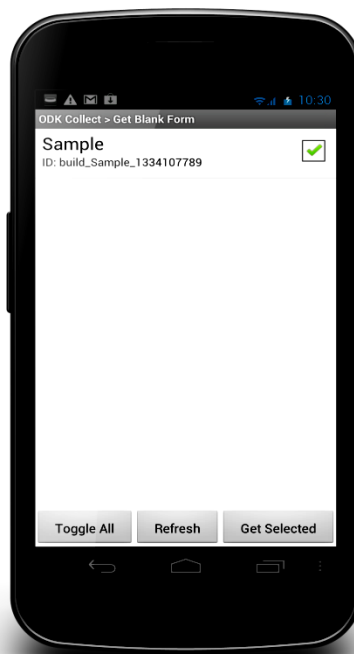 10:30
ODK Collect > Get Blank Form
Sample
ID: build_Sample_1334107789
Toggle All Refresh Get Selected